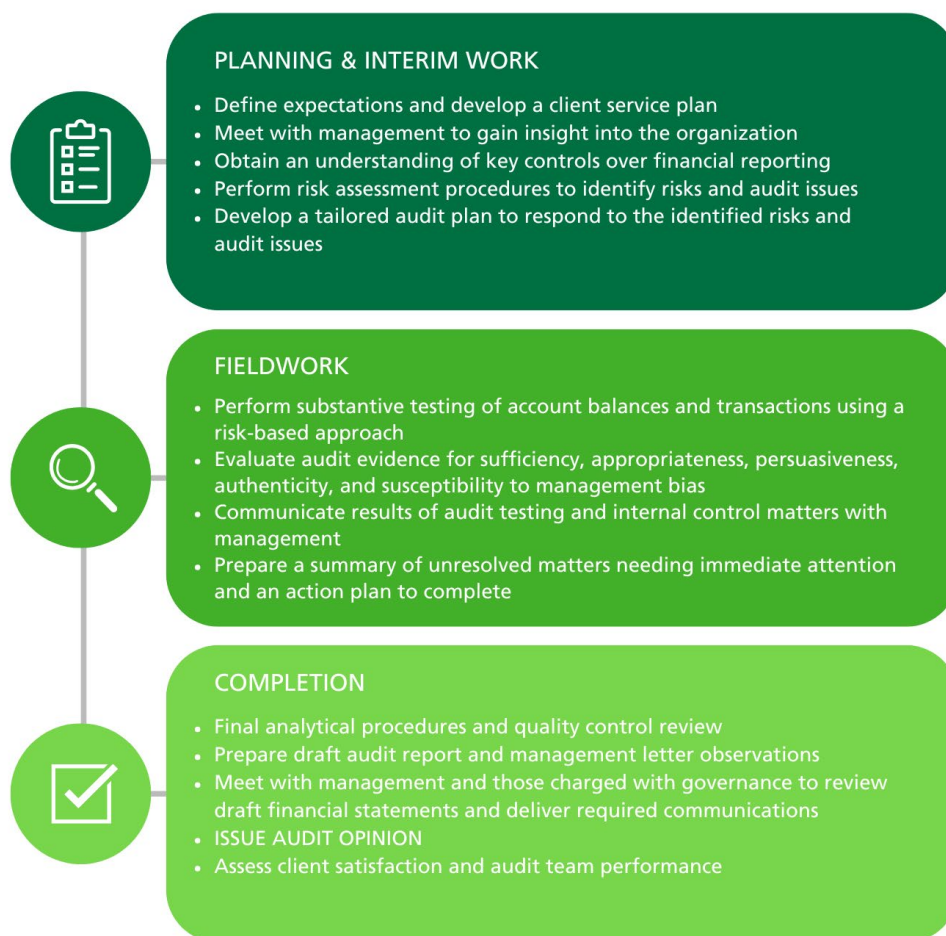 PLANNING & INTERIM WORK
• Define expectations and develop a client service plan
• Meet with management to gain insight into the organization
• Obtain an understanding of key controls over financial reporting
• Perform risk assessment procedures to identify risks and audit issues
• Develop a tailored audit plan to respond to the identified risks and
audit issues
FIELDWORK
• Perform substantive testing of account balances and transactions using a
risk-based approach
• Evaluate audit evidence for sufficiency, appropriateness, persuasiveness,
authenticity, and susceptibility to management bias
• Communicate results of audit testing and internal control matters with
management
• Prepare a summary of unresolved matters needing immediate attention
and an action plan to complete
COMPLETION
• Final analytical procedures and quality control review
• Prepare draft audit report and management letter observations
• Meet with management and those charged with governance to review
draft financial statements and deliver required communications
• ISSUE AUDIT OPINION
• Assess client satisfaction and audit team performance